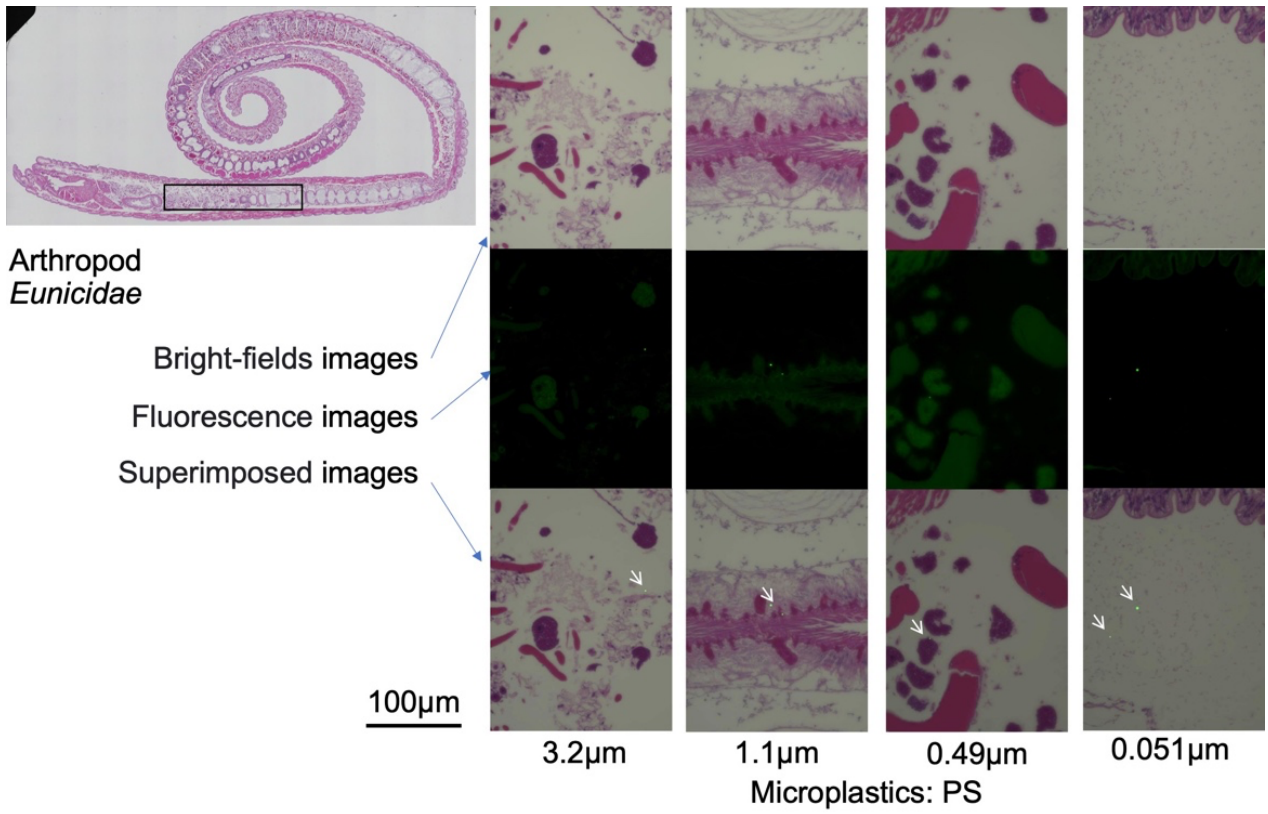 Arthropod
Eunicidae
Bright-fields images
Fluorescence images
Superimposed images
100µm
3.2µm
1.1µm
0.49µm
0.051µm
Microplastics: PS